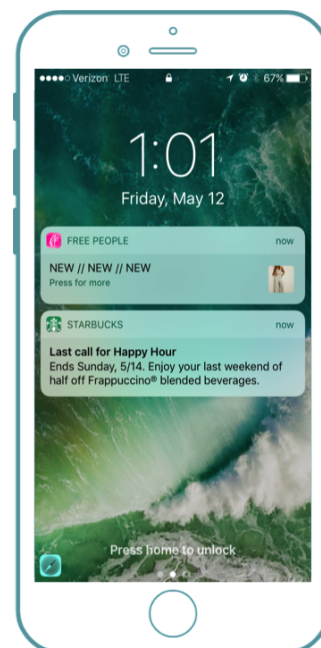 Verizon LTE 67%
1:01
Friday, May 12
FREE PEOPLE now
NEW // NEW // NEW
Press for more
STARBUCKS now
Last call for Happy Hour
Ends Sunday, 5/14. Enjoy your last weekend of
half off Frappuccino® blended beverages.
Press home to unlock